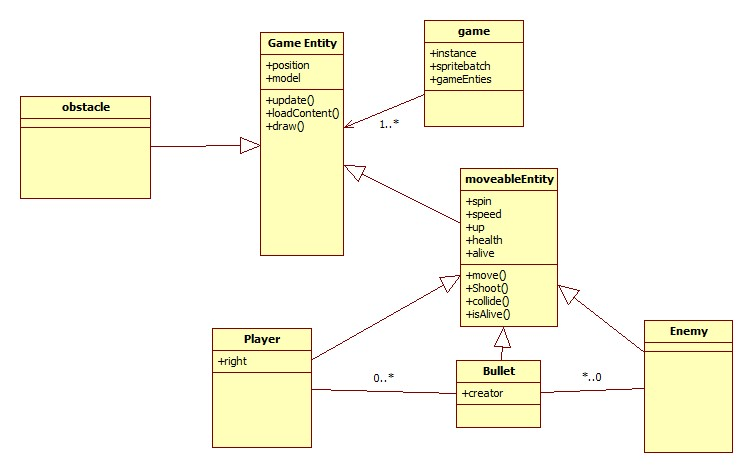 game
+instance
+spritebatch
+gameEnties
Game Entity
+position
+model
+update()
+loadContent()
+draw()
1..*
obstacle
moveableEntity
+spin
+speed
+up
+health
+alive
+move()
+Shoot()
+collide()
+isAlive()
Player
+right
Enemy
Bullet
+creator
0..*
*..0